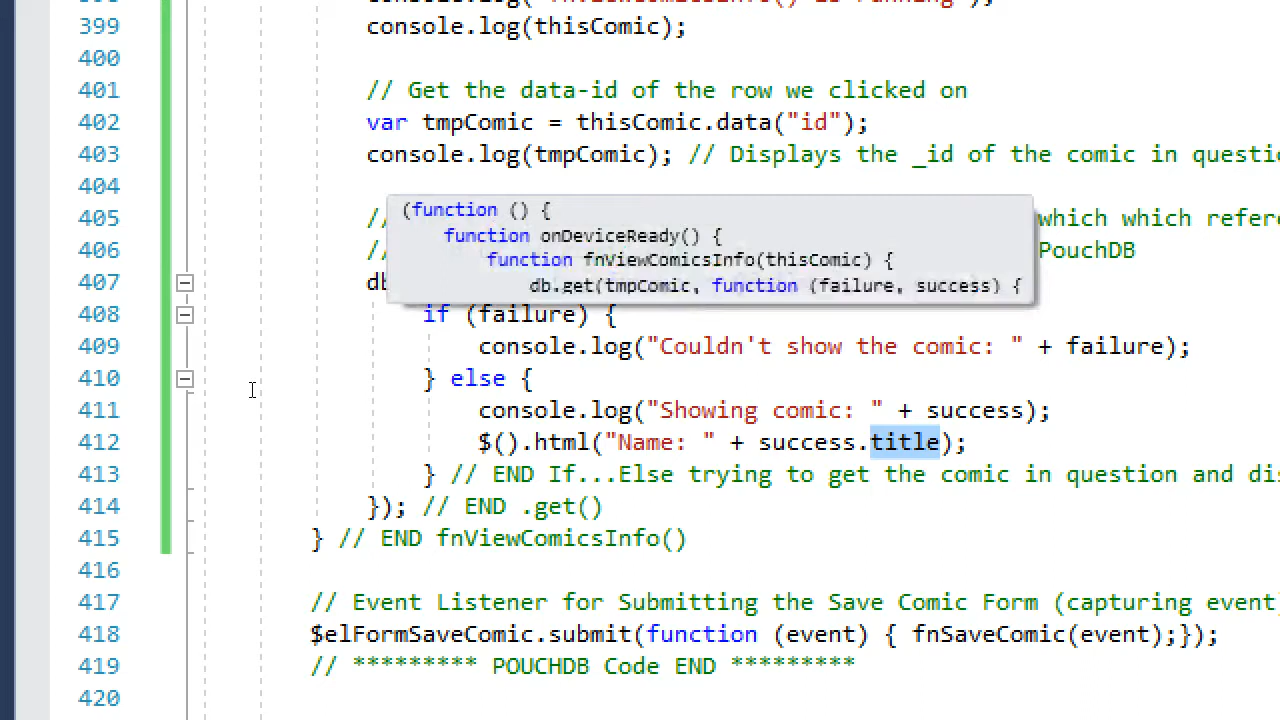 399 console.log(thisComic);
400
401 // Get the data-id of the row we clicked on
402 var tmpComic = thisComic.data("id");
403 console.log(tmpComic); // Displays the _id of the comic in
404
(function () {
405 // which which
function onDeviceReady() {
406 // PouchDB
function fnViewComicsInfo(thisComic) {
407 db
db.get(tmpComic, function (failure, success) {
408 if (failure) {
409 console.log("Couldn't show the comic: " + failure);
410 } else {
411 console.log("Showing comic: " + success);
412 $().html("Name: " + success.title);
413 } // END If...Else trying to get the comic in question and
414 }); // END .get()
415 } // END fnViewComicsInfo()
416
417 // Event Listener for Submitting the Save Comic Form (capturing event
418 $elFormSaveComic.submit(function (event) { fnSaveComic(event);});
419 // ********* POUCHDB Code END *********
420